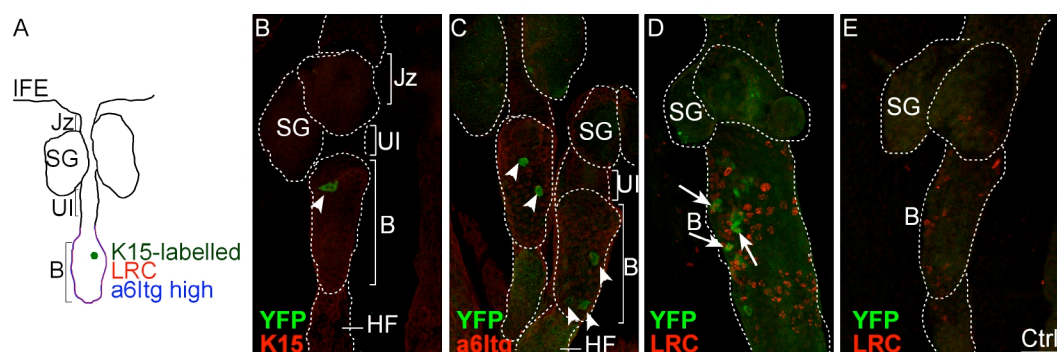 A
IFE
Jz
SG
UI
B
K15-labelled
LRC
a6Itg high
B
Jz
SG
UI
B
YFP
K15
HF
C
SG
UI
B
YFP
a6Itg
HF
D
SG
B
YFP
LRC
E
SG
B
YFP
LRC
Ctrl